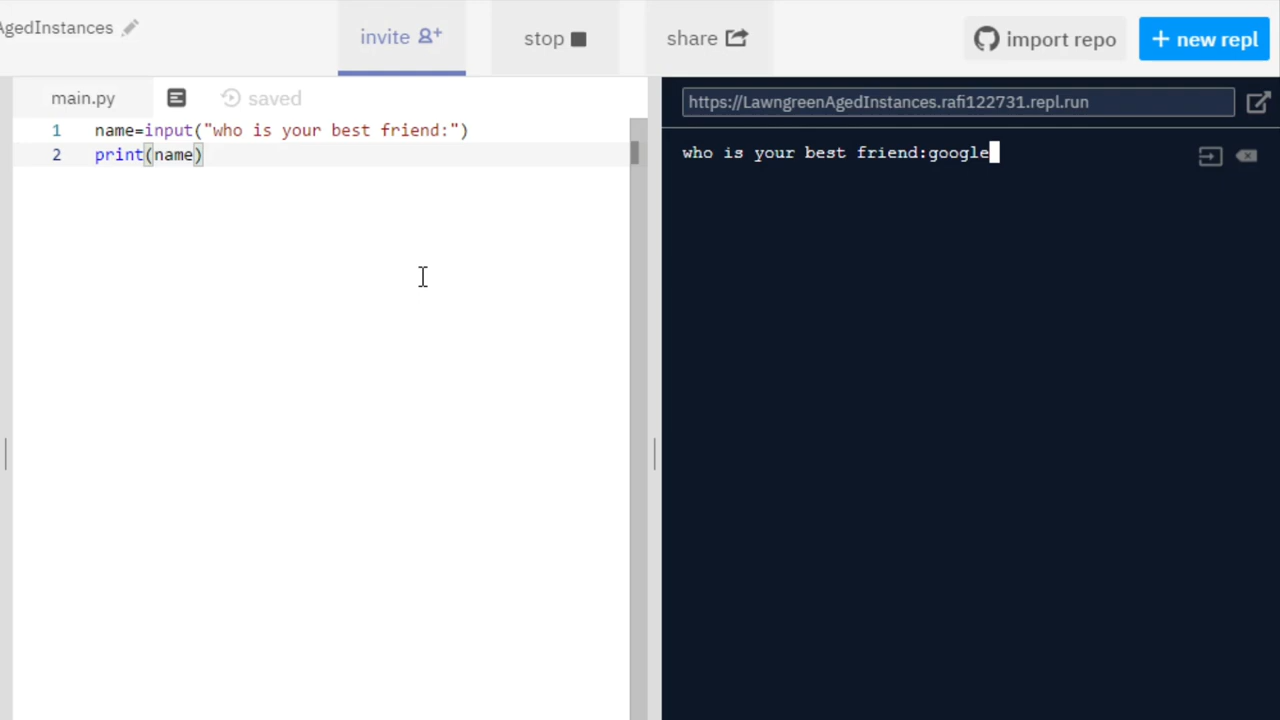 AgedInstances
invite
stop
share
import repo
+ new repl
main.py
saved
https://LawngreenAgedInstances.rafi122731.repl.run
1 name=input("who is your best friend:")
2 print(name)
who is your best friend:google